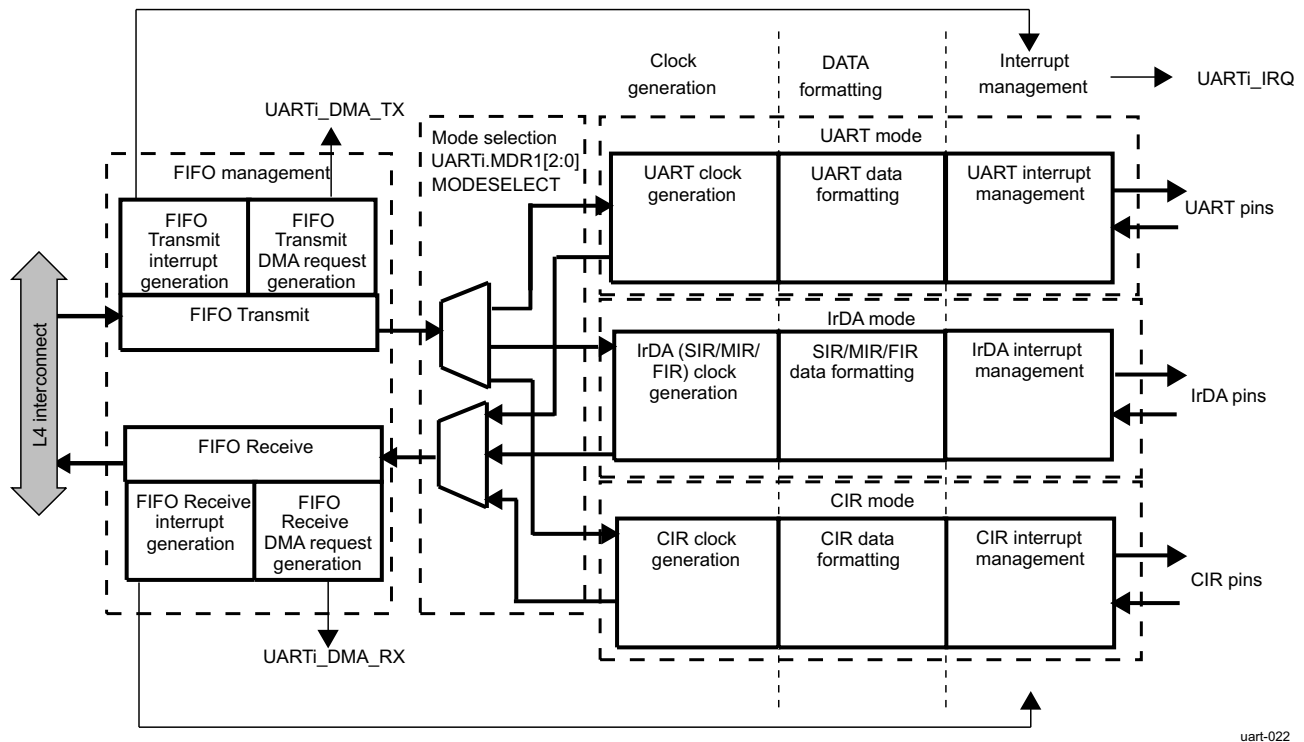 Clock
generation
DATA
formatting
Interrupt
management
UARTi_IRQ
UARTi_DMA_TX
Mode selection
UARTi.MDR1[2:0]
MODESELECT
UART mode
UART clock
generation
UART data
formatting
UART interrupt
management
UART pins
FIFO management
FIFO
Transmit
interrupt
generation
FIFO
Transmit
DMA request
generation
FIFO Transmit
L4 interconnect
IrDA mode
IrDA (SIR/MIR/
FIR) clock
generation
SIR/MIR/FIR
data formatting
IrDA interrupt
management
IrDA pins
FIFO Receive
FIFO Receive
interrupt
generation
FIFO
Receive
DMA request
generation
CIR mode
CIR clock
generation
CIR data
formatting
CIR interrupt
management
CIR pins
UARTi_DMA_RX
uart-022